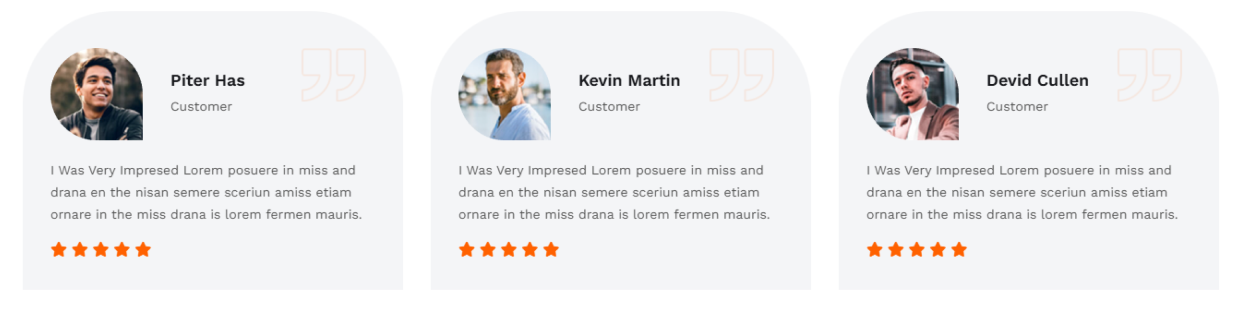 Piter Has
Customer
I Was Very Impresed Lorem posuere in miss and
drana en the nisan semere sceriun amiss etiam
ornare in the miss drana is lorem fermen mauris.
Kevin Martin
Customer
I Was Very Impresed Lorem posuere in miss and
drana en the nisan semere sceriun amiss etiam
ornare in the miss drana is lorem fermen mauris.
Devid Cullen
Customer
I Was Very Impresed Lorem posuere in miss and
drana en the nisan semere sceriun amiss etiam
ornare in the miss drana is lorem fermen mauris.